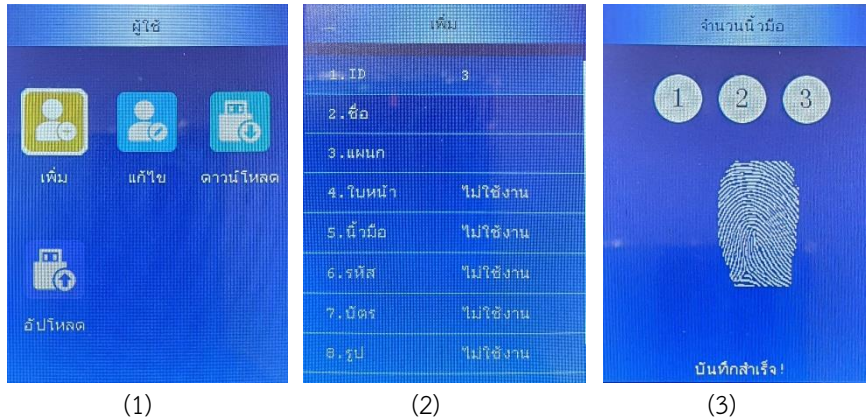 ผู้ใช้
เพิ่ม
แก้ไข
ดาวน์โหลด
อัปโหลด
(1)
เพิ่ม
1.ID 3
2.ชื่อ
3.แผนก
4.ใบหน้า ไม่ใช้งาน
5.นิ้วมือ ไม่ใช้งาน
6.รหัส ไม่ใช้งาน
7.บัตร ไม่ใช้งาน
8.รูป ไม่ใช้งาน
(2)
จำนวนนิ้วมือ
1 2 3
บันทึกสำเร็จ!
(3)